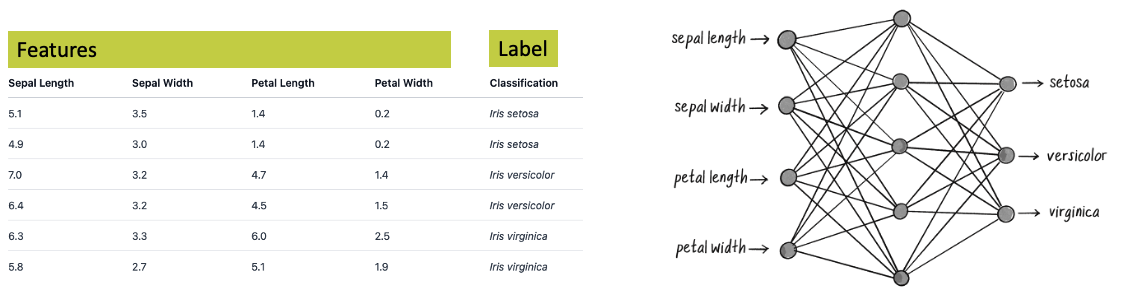 Features Label
Sepal Length Sepal Width Petal Length Petal Width Classification
5.1 3.5 1.4 0.2 Iris setosa
4.9 3.0 1.4 0.2 Iris setosa
7.0 3.2 4.7 1.4 Iris versicolor
6.4 3.2 4.5 1.5 Iris versicolor
6.3 3.3 6.0 2.5 Iris virginica
5.8 2.7 5.1 1.9 Iris virginica
sepal length
sepal width
petal length
petal width
setosa
versicolor
virginica